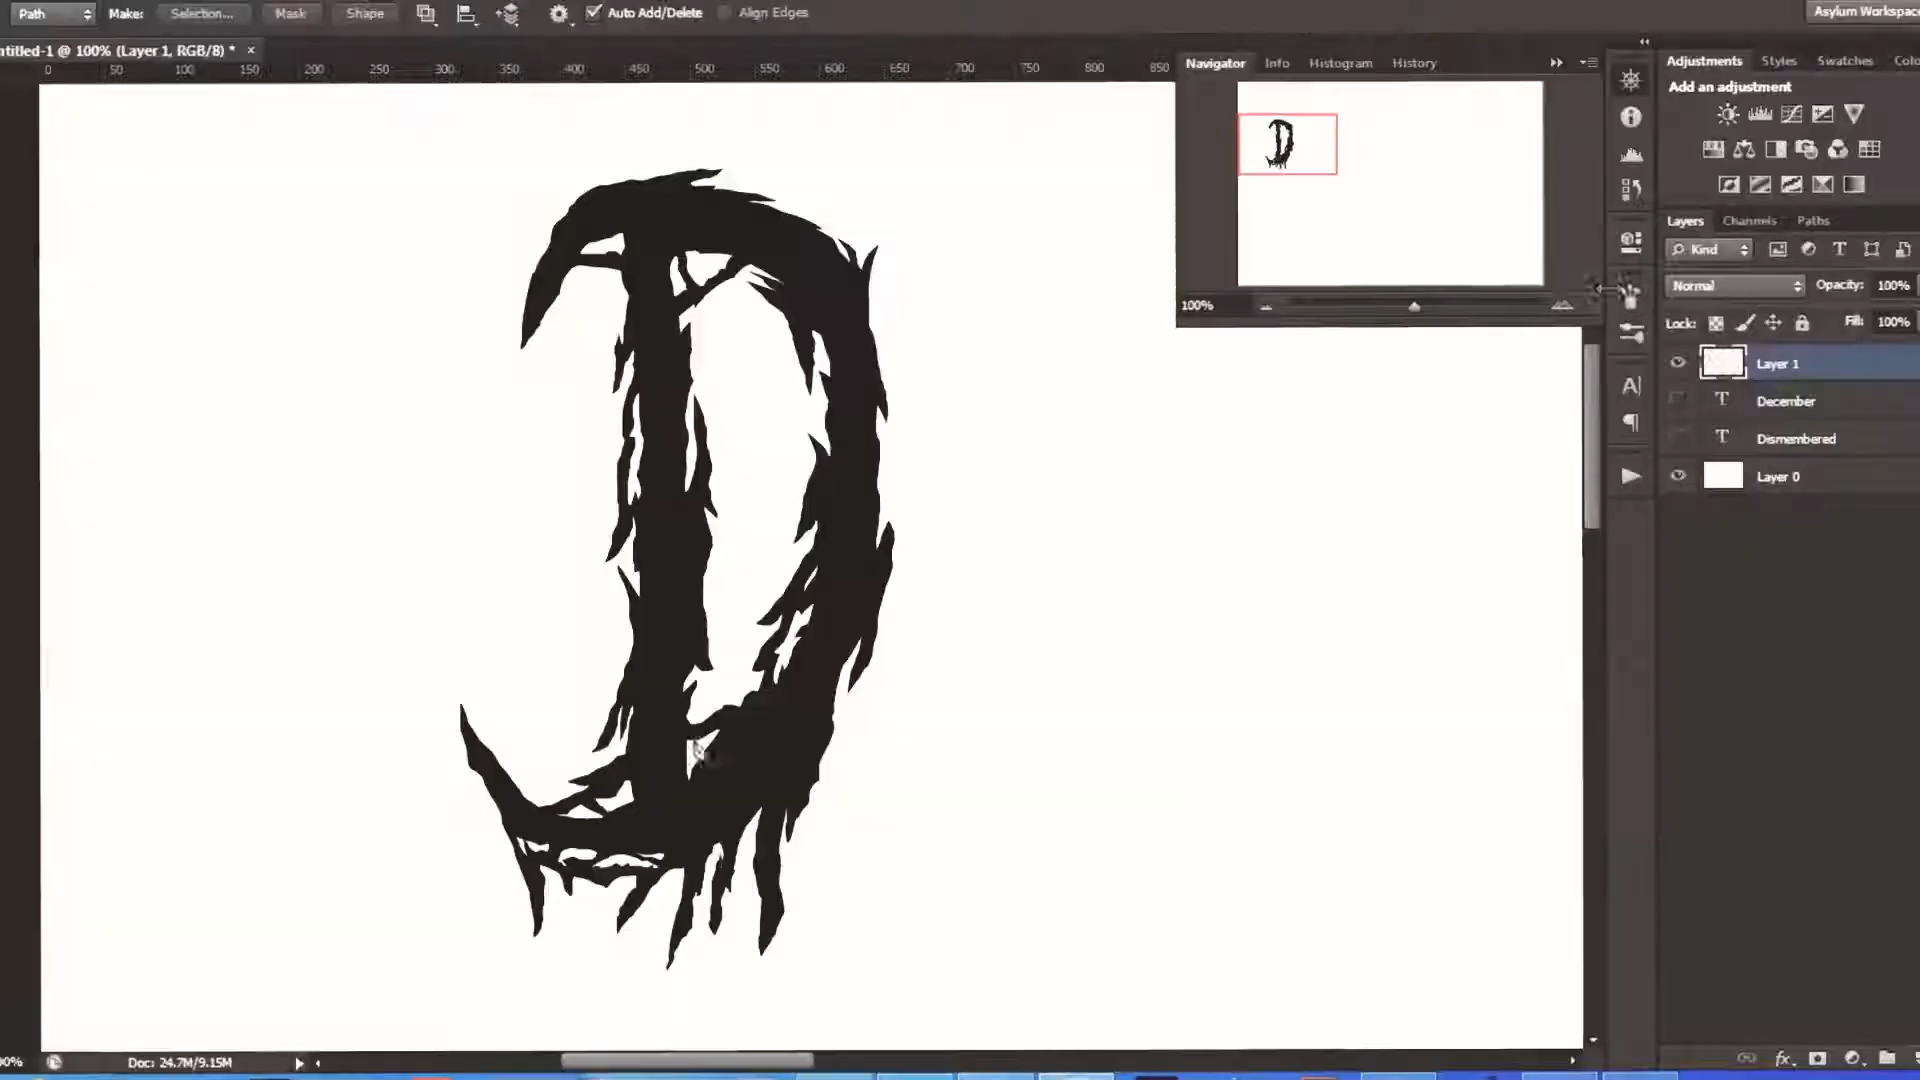 Path Make: Selection... Mask Shape Auto Add/Delete Align Edges Asylum Workspace
ntitled-1 @ 100% (Layer 1, RGB/8) * ×
0 50 100 150 200 250 300 350 400 450 500 550 600 650 700 750 800 850
Navigator Info Histogram History
100%
Adjustments Styles Swatches Colo
Add an adjustment
Layers Channels Paths
Kind
Normal Opacity: 100%
Lock: Fill: 100%
Layer 1
T December
T Dismembered
Layer 0
D
00% Doc: 24.7M/9.15M
fx